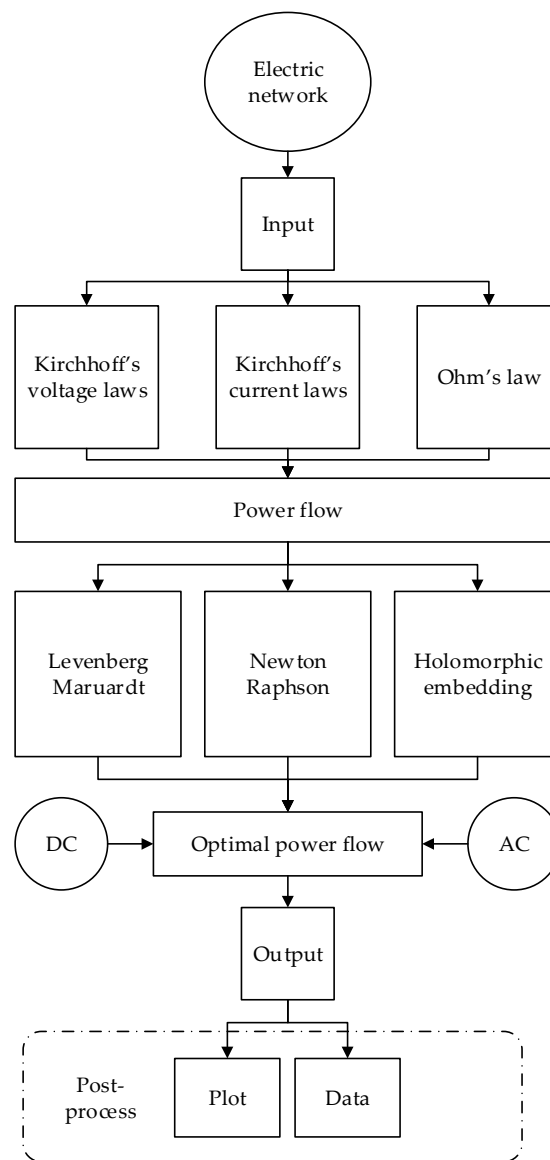 Electric
network
Input
Kirchhoff's
voltage laws
Kirchhoff's
current laws
Ohm's law
Power flow
Levenberg
Maruardt
Newton
Raphson
Holomorphic
embedding
DC
Optimal power flow
AC
Output
Post-
process
Plot
Data